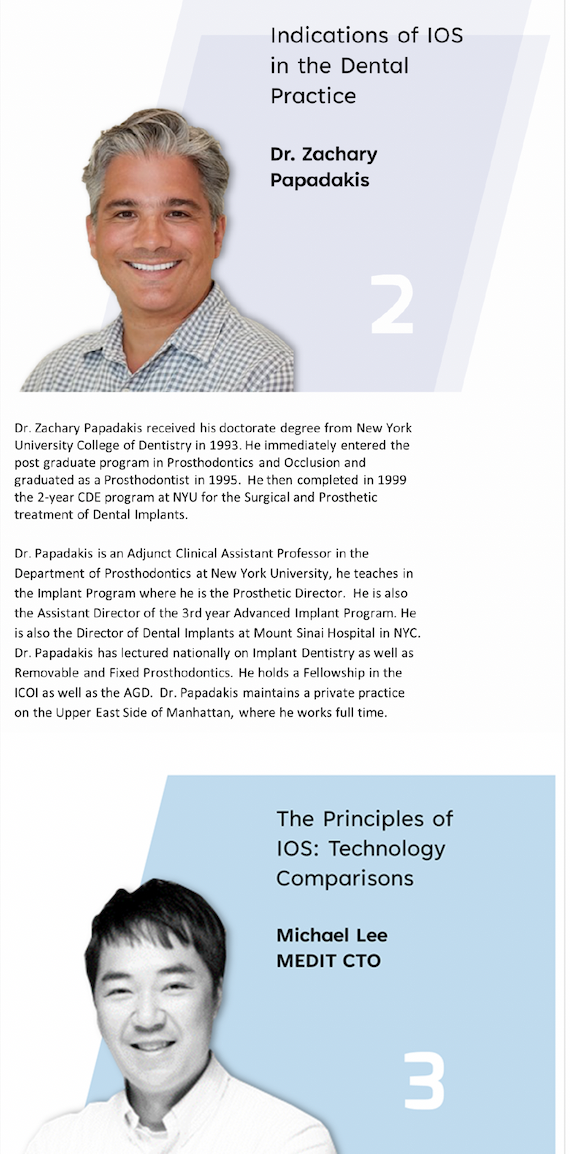 Indications of IOS
in the Dental
Practice
Dr. Zachary
Papadakis
2
Dr. Zachary Papadakis received his doctorate degree from New York
University College of Dentistry in 1993. He immediately entered the
post graduate program in Prosthodontics and Occlusion and
graduated as a Prosthodontist in 1995. He then completed in 1999
the 2-year CDE program at NYU for the Surgical and Prosthetic
treatment of Dental Implants.
Dr. Papadakis is an Adjunct Clinical Assistant Professor in the
Department of Prosthodontics at New York University, he teaches in
the Implant Program where he is the Prosthetic Director. He is also
the Assistant Director of the 3rd year Advanced Implant Program. He
is also the Director of Dental Implants at Mount Sinai Hospital in NYC.
Dr. Papadakis has lectured nationally on Implant Dentistry as well as
Removable and Fixed Prosthodontics. He holds a Fellowship in the
ICOI as well as the AGD. Dr. Papadakis maintains a private practice
on the Upper East Side of Manhattan, where he works full time.
The Principles of
IOS: Technology
Comparisons
Michael Lee
MEDIT CTO
3